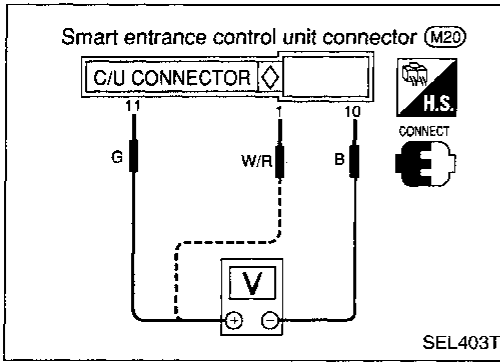 Smart entrance control unit connector (M20)
C/U CONNECTOR
H.S.
11 1 10
CONNECT
G W/R B
V
+ −
SEL403T